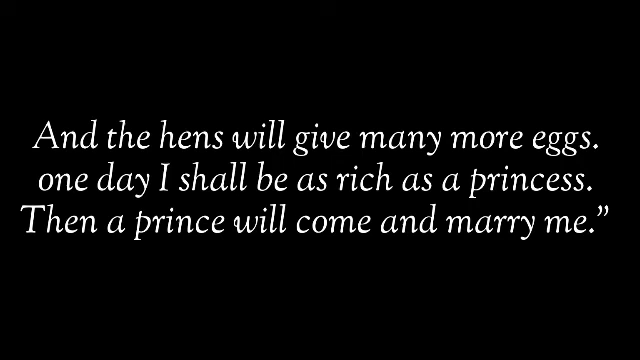 And the hens will give many more eggs.
one day I shall be as rich as a princess.
Then a prince will come and marry me.”